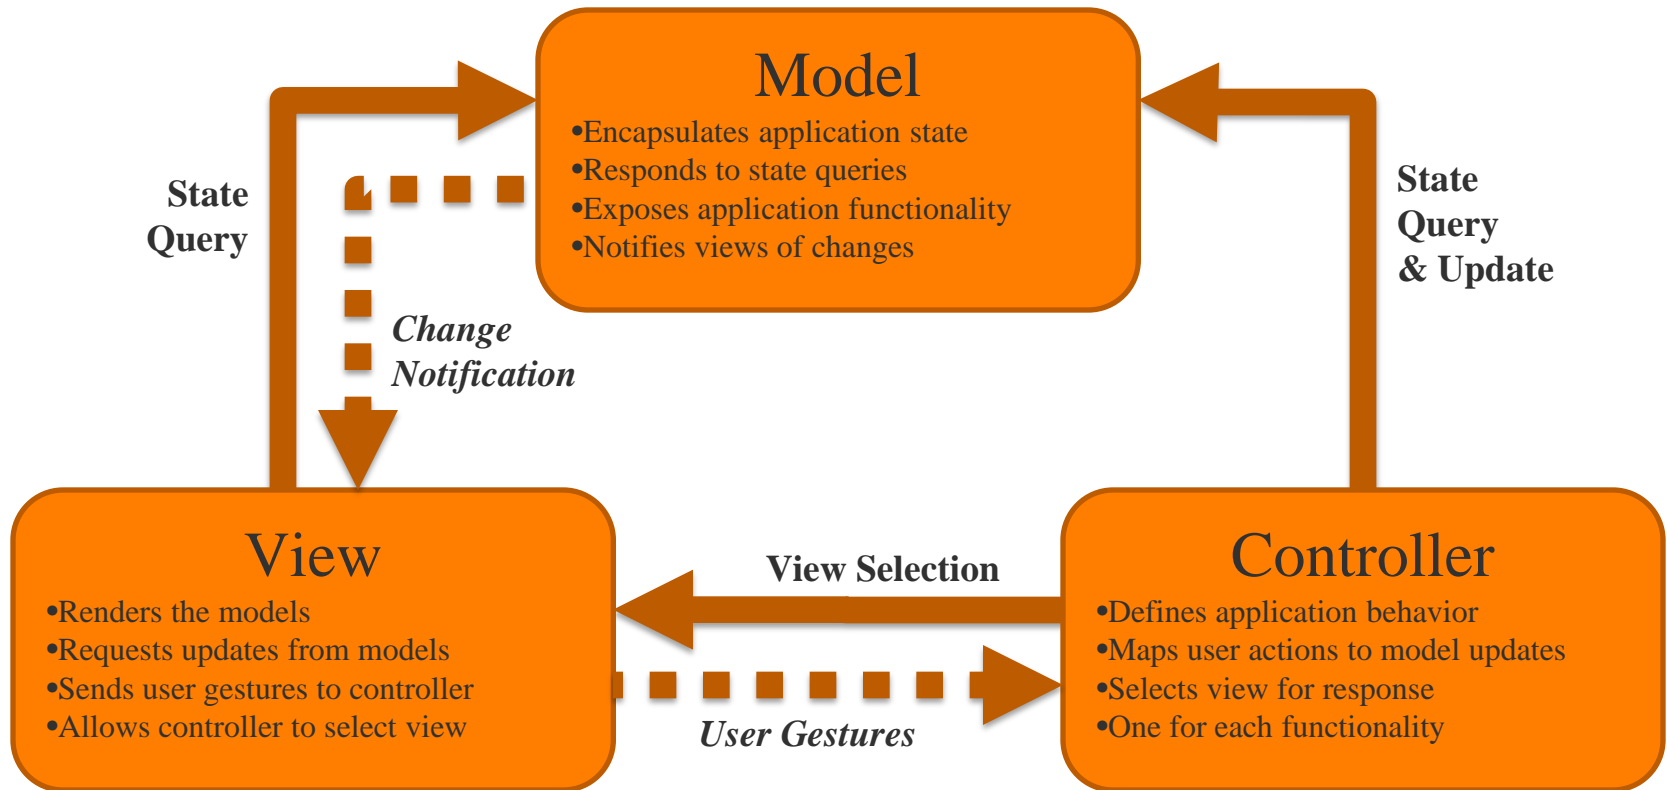 Model
•Encapsulates application state
•Responds to state queries
•Exposes application functionality
•Notifies views of changes
State
Query
State
Query
& Update
Change
Notification
View
•Renders the models
•Requests updates from models
•Sends user gestures to controller
•Allows controller to select view
View Selection
User Gestures
Controller
•Defines application behavior
•Maps user actions to model updates
•Selects view for response
•One for each functionality